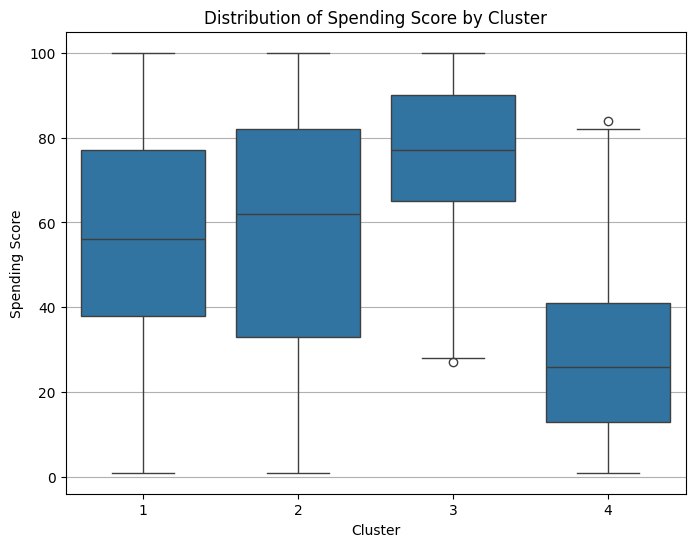 Distribution of Spending Score by Cluster
100
80
60
40
20
0
Spending Score
1 2 3 4
Cluster